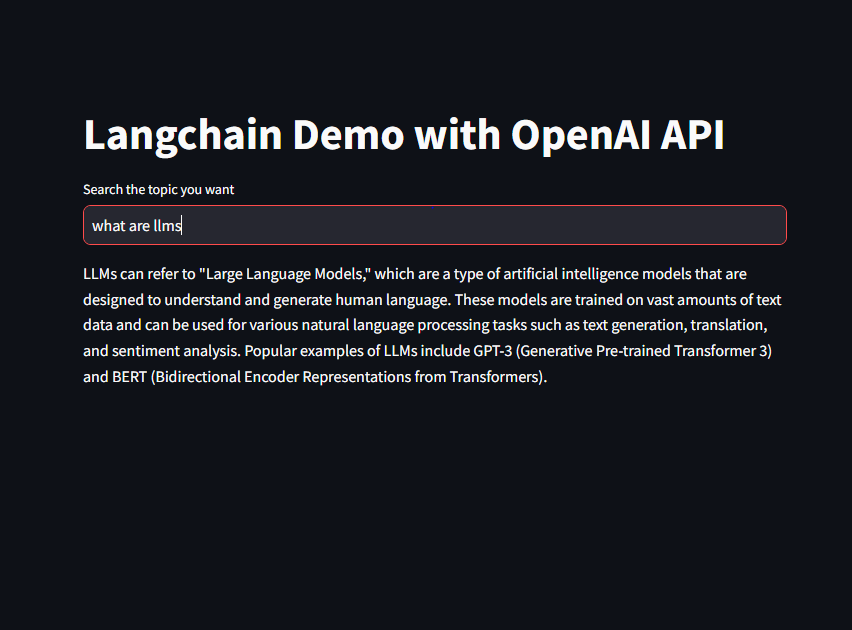 Langchain Demo with OpenAI API
Search the topic you want
what are llms
LLMs can refer to "Large Language Models," which are a type of artificial intelligence models that are
designed to understand and generate human language. These models are trained on vast amounts of text
data and can be used for various natural language processing tasks such as text generation, translation,
and sentiment analysis. Popular examples of LLMs include GPT-3 (Generative Pre-trained Transformer 3)
and BERT (Bidirectional Encoder Representations from Transformers).